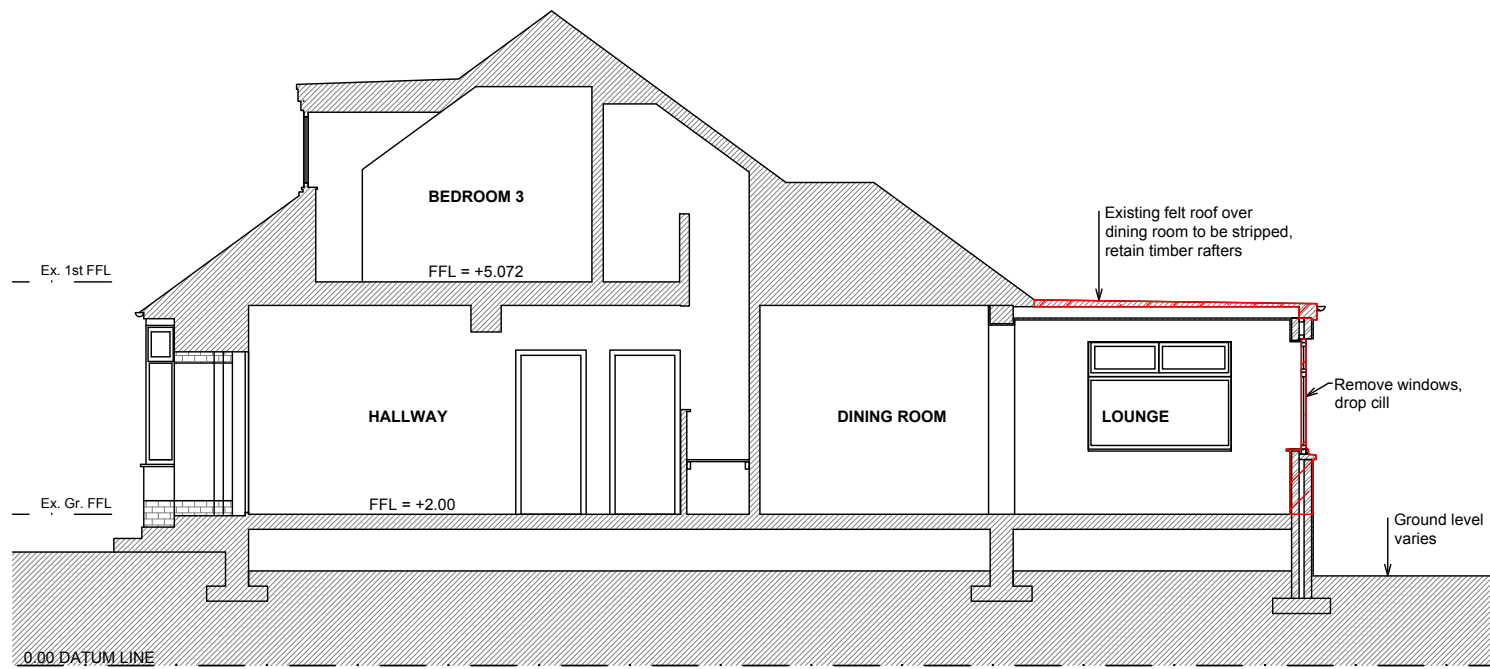 BEDROOM 3
Existing felt roof over
dining room to be stripped,
retain timber rafters
Ex. 1st FFL
FFL = +5.072
Remove windows,
drop cill
HALLWAY
DINING ROOM
LOUNGE
Ex. Gr. FFL
FFL = +2.00
Ground level
varies
0.00 DATUM LINE